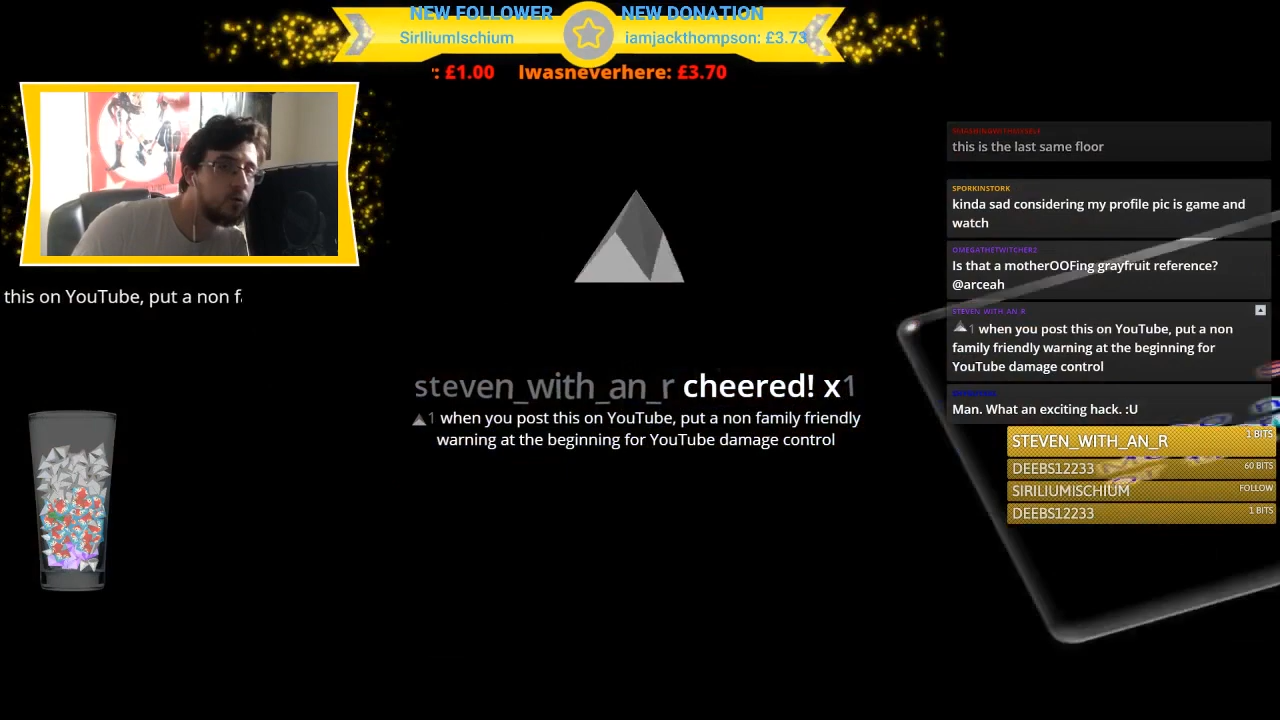 NEW FOLLOWER
NEW DONATION
Sirlliumlschium
iamjackthompson: £3.73
: £1.00 Iwasneverhere: £3.70
this on YouTube, put a non fa
steven_with_an_r cheered! x1
1 when you post this on YouTube, put a non family friendly
warning at the beginning for YouTube damage control
this is the last same floor
SPORKINSTORK
kinda sad considering my profile pic is game and
watch
OMEGATHETWITCHER2
Is that a motherOOFing grayfruit reference?
@arceah
STEVEN_WITH_AN_R
1 when you post this on YouTube, put a non
family friendly warning at the beginning for
YouTube damage control
Man. What an exciting hack. :U
STEVEN_WITH_AN_R 1 BITS
DEEBS12233 60 BITS
SIRILIUMISCHIUM FOLLOW
DEEBS12233 1 BITS